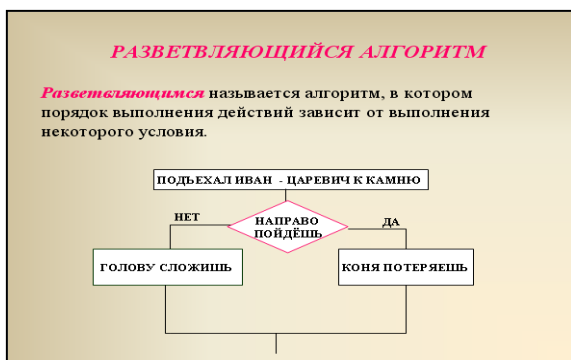 РАЗВЕТВЛЯЮЩИЙСЯ АЛГОРИТМ
Разветвляющимся называется алгоритм, в котором
порядок выполнения действий зависит от выполнения
некоторого условия.
ПОДЪЕХАЛ ИВАН - ЦАРЕВИЧ К КАМНЮ
НЕТ
НАПРАВО
ПОЙДЁШЬ
ДА
ГОЛОВУ СЛОЖИШЬ
КОНЯ ПОТЕРЯЕШЬ